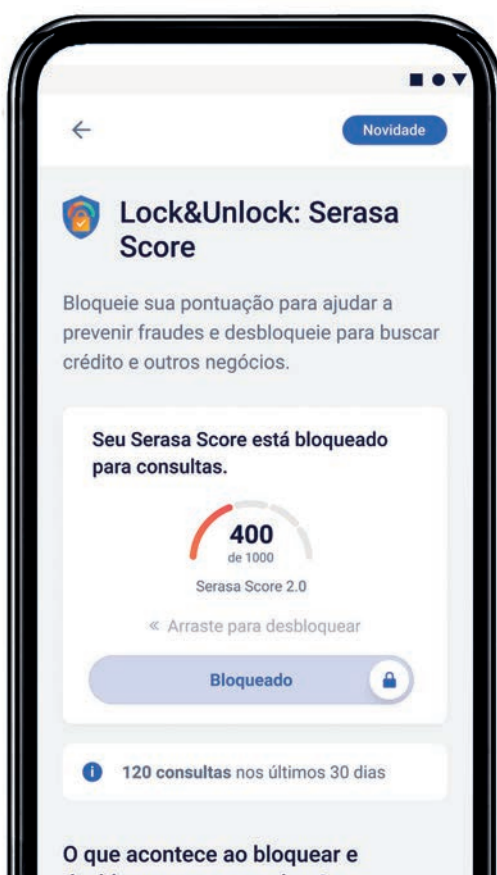 Novidade
Lock&Unlock: Serasa
Score
Bloqueie sua pontuação para ajudar a
prevenir fraudes e desbloqueie para buscar
crédito e outros negócios.
Seu Serasa Score está bloqueado
para consultas.
400
de 1000
Serasa Score 2.0
« Arraste para desbloquear
Bloqueado
120 consultas nos últimos 30 dias
O que acontece ao bloquear e